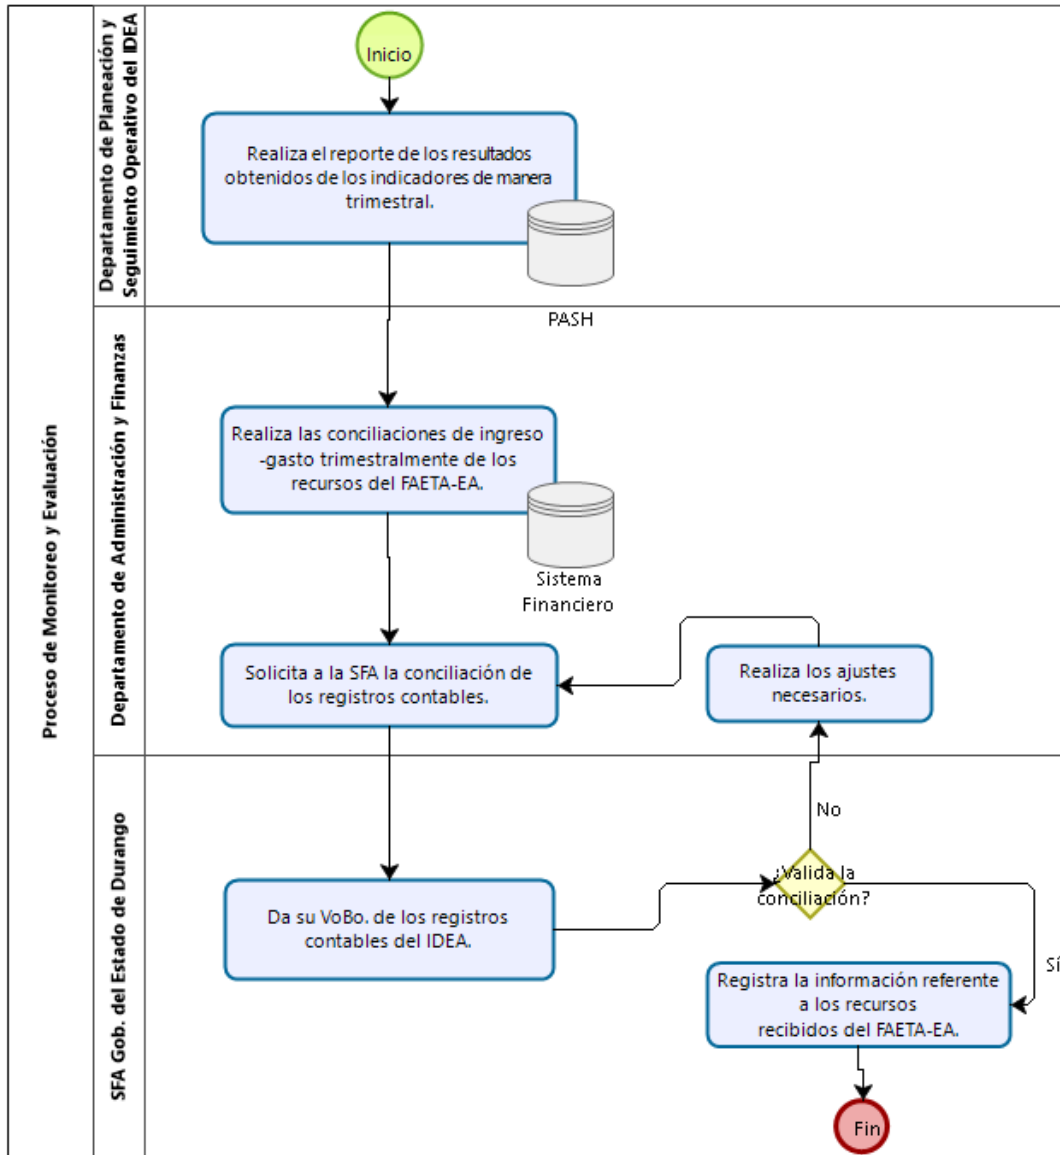 Proceso de Monitoreo y Evaluación
Departamento de Planeación y
Seguimiento Operativo del IDEA
Inicio
Realiza el reporte de los resultados
obtenidos de los indicadores de manera
trimestral.
PASH
Departamento de Administración y Finanzas
Realiza las conciliaciones de ingreso
-gasto trimestralmente de los
recursos del FAETA-EA.
Sistema
Financiero
Solicita a la SFA la conciliación de
los registros contables.
Realiza los ajustes
necesarios.
SFA Gob. del Estado de Durango
No
¿Valida la
conciliación?
Da su VoBo. de los registros
contables del IDEA.
Sí
Registra la información referente
a los recursos
recibidos del FAETA-EA.
Fin